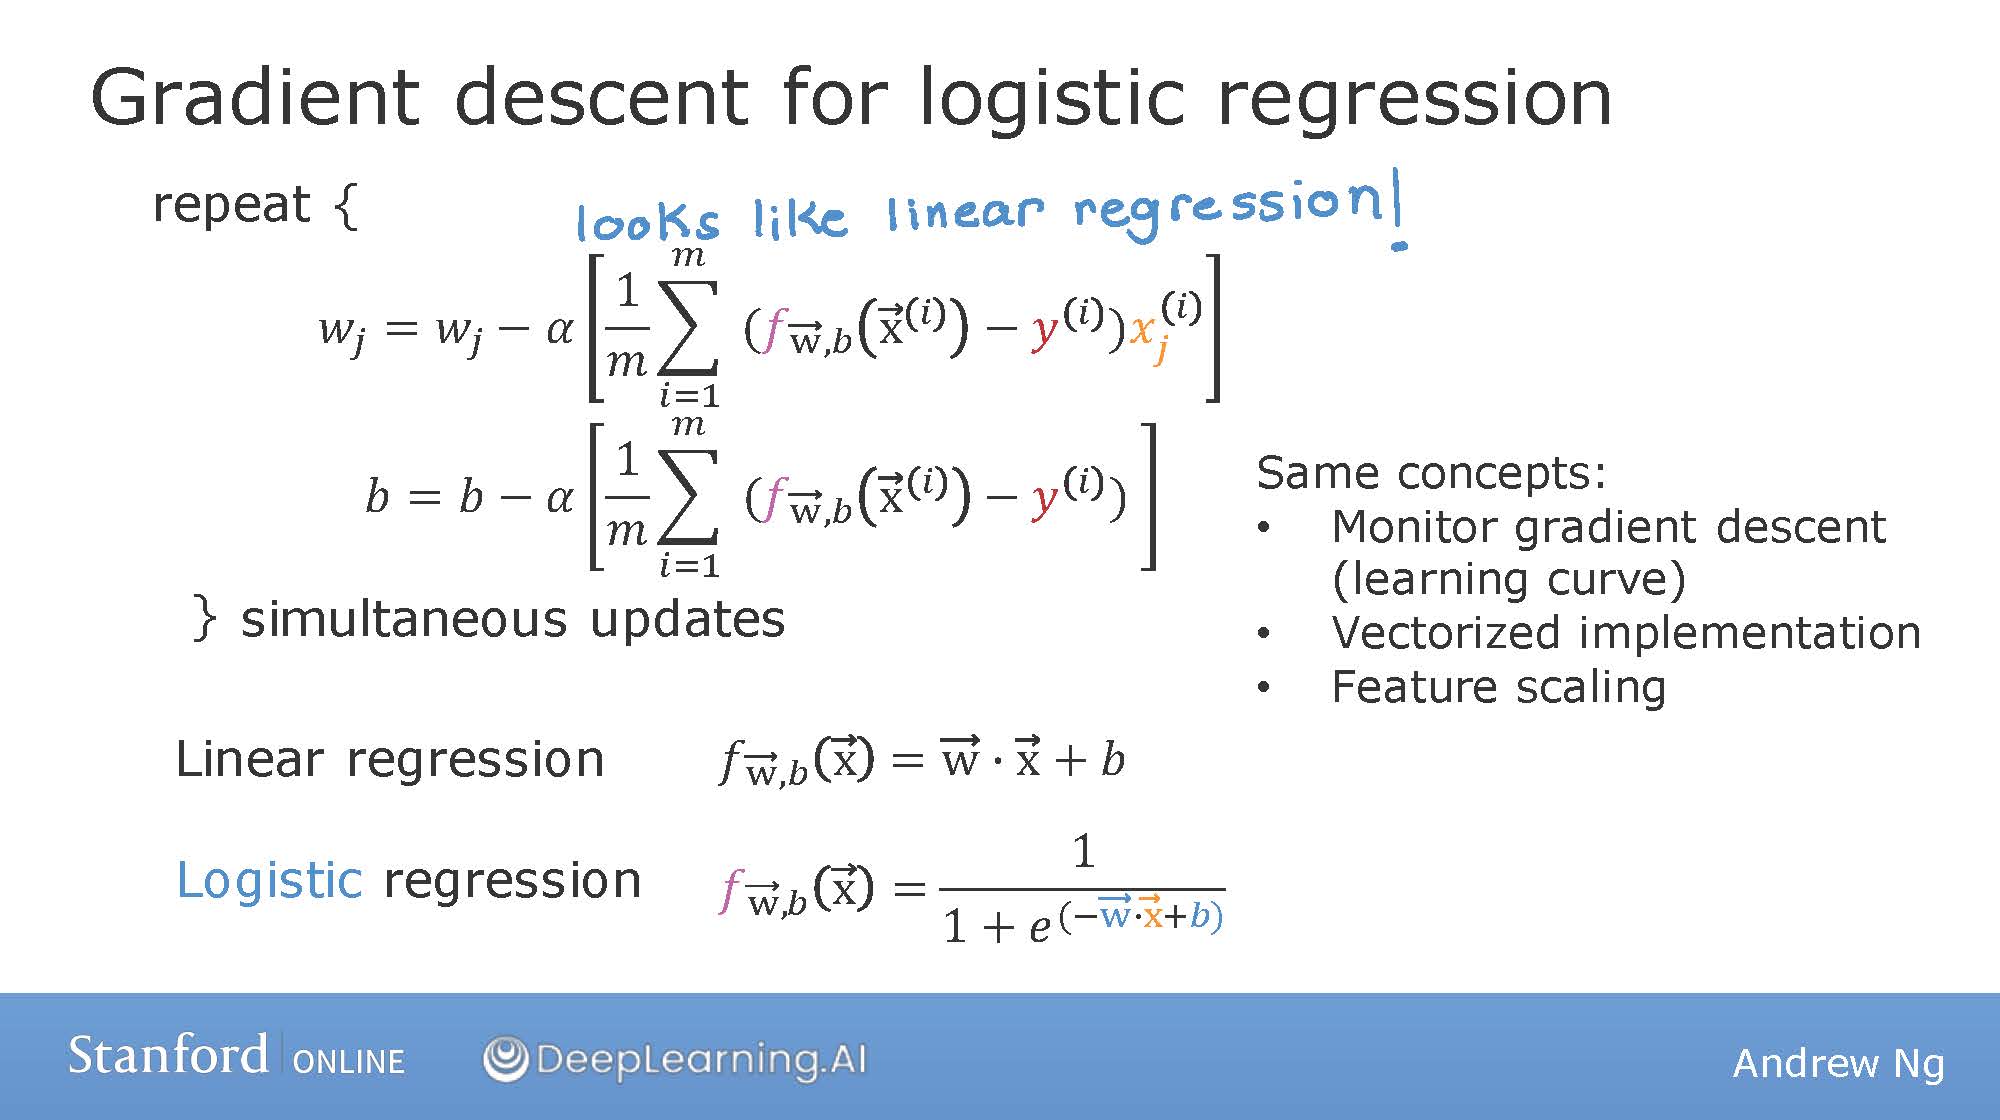 Gradient descent for logistic regression
repeat {
looks like linear regression!
$w_j = w_j - \alpha \left[ \frac{1}{m} \sum_{i=1}^{m} (f_{\vec{w},b}(\vec{x}^{(i)}) - y^{(i)}) x_j^{(i)} \right]$
$b = b - \alpha \left[ \frac{1}{m} \sum_{i=1}^{m} (f_{\vec{w},b}(\vec{x}^{(i)}) - y^{(i)}) \right]$
} simultaneous updates
Same concepts:
• Monitor gradient descent
(learning curve)
• Vectorized implementation
• Feature scaling
Linear regression $f_{\vec{w},b}(\vec{x}) = \vec{w} \cdot \vec{x} + b$
Logistic regression $f_{\vec{w},b}(\vec{x}) = \frac{1}{1 + e^{(-\vec{w} \cdot \vec{x} + b)}}$
Stanford | ONLINE DeepLearning.AI Andrew Ng